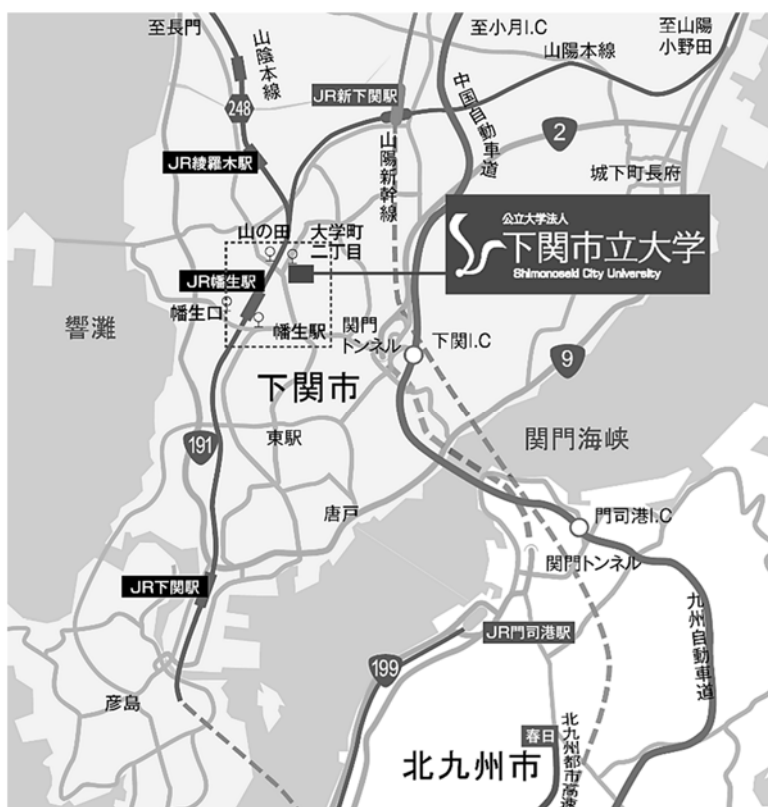 至長門
山陰本線
至小月I.C
至山陽
小野田
山陽本線
中国自動車道
JR新下関駅
248
2
JR綾羅木駅
山陽新幹線
城下町長府
公立大学法人
下関市立大学
Shimonoseki City University
山の田
大学町
二丁目
JR幡生駅
幡生口
幡生駅
響灘
関門
トンネル
下関I.C
9
下関市
191
東駅
関門海峡
唐戸
門司港I.C
関門トンネル
JR下関駅
九州自動車道
JR門司港駅
199
彦島
春日
北九州都市高速
北九州市